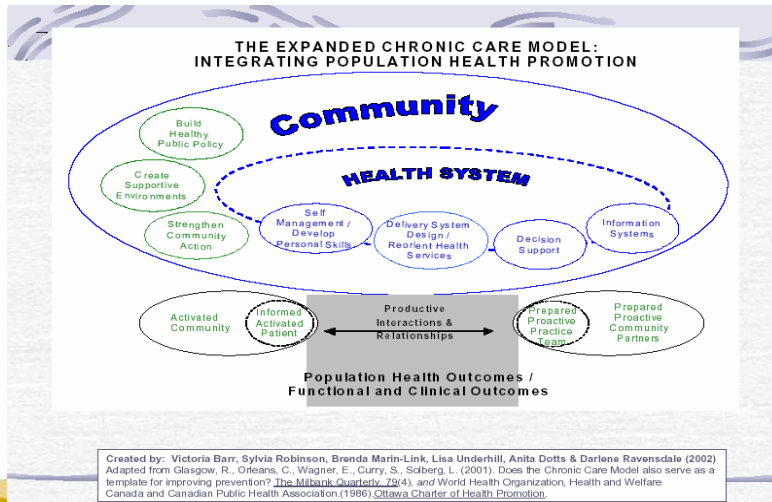 THE EXPANDED CHRONIC CARE MODEL:
INTEGRATING POPULATION HEALTH PROMOTION
Community
Build
Healthy
Public Policy
HEALTH SYSTEM
Create
Supportive
Environments
Strengthen
Community
Action
Self
Management /
Develop
Personal Skills
Delivery System
Design /
Reorient Health
Services
Decision
Support
Information
Systems
Activated
Community
Informed
Activated
Patient
Productive
Interactions &
Relationships
Prepared
Proactive
Practice
Team
Prepared
Proactive
Community
Partners
Population Health Outcomes /
Functional and Clinical Outcomes
Created by: Victoria Barr, Sylvia Robinson, Brenda Marin-Link, Lisa Underhill, Anita Dotts & Darlene Ravensdale (2002)
Adapted from Glasgow, R., Orleans, C., Wagner, E., Curry, S., Solberg, L. (2001). Does the Chronic Care Model also serve as a
template for improving prevention? The Milbank Quarterly, 79(4), and World Health Organization, Health and Welfare
Canada and Canadian Public Health Association.(1986).Ottawa Charter of Health Promotion.